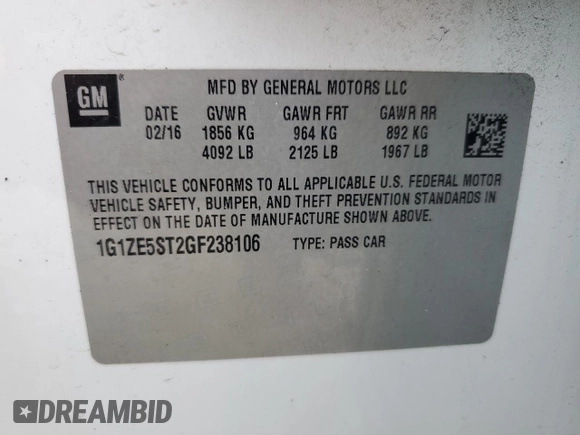 GM ® MFD BY GENERAL MOTORS LLC
DATE GVWR GAWR FRT GAWR RR
02/16 1856 KG 964 KG 892 KG
4092 LB 2125 LB 1967 LB
THIS VEHICLE CONFORMS TO ALL APPLICABLE U.S. FEDERAL MOTOR
VEHICLE SAFETY, BUMPER, AND THEFT PREVENTION STANDARDS IN
EFFECT ON THE DATE OF MANUFACTURE SHOWN ABOVE.
1G1ZE5ST2GF238106 TYPE: PASS CAR
DREAMBID